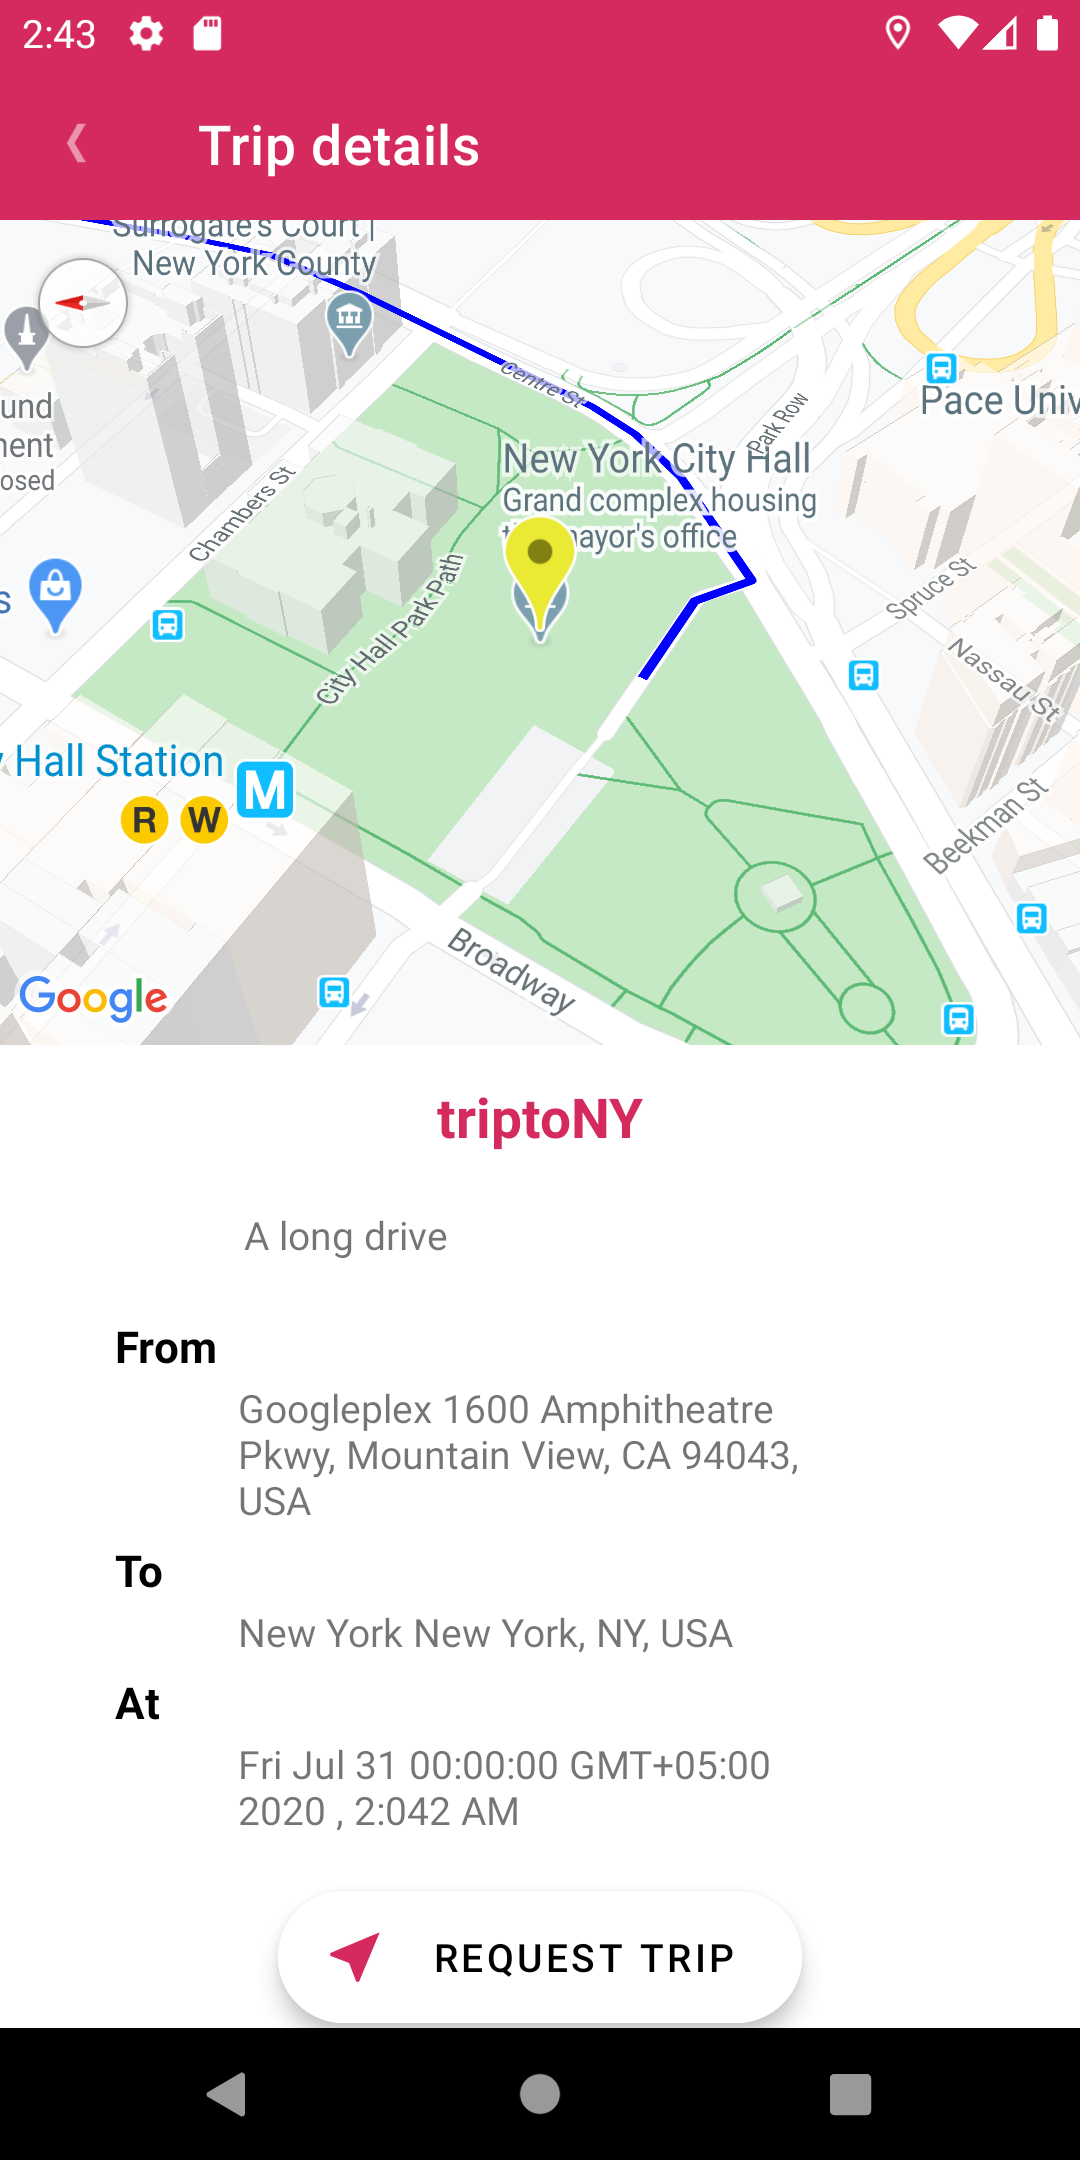 2:43
Trip details
Surrogate's Court |
New York County
und
ment
osed
Centre St
Park Row
Pace Univ
New York City Hall
Grand complex housing
mayor's office
Chambers St
City Hall Park Path
Spruce St
Nassau St
s
Hall Station
M
R W
Beekman St
Broadway
Google
triptoNY
A long drive
From
Googleplex 1600 Amphitheatre
Pkwy, Mountain View, CA 94043,
USA
To
New York New York, NY, USA
At
Fri Jul 31 00:00:00 GMT+05:00
2020 , 2:042 AM
REQUEST TRIP